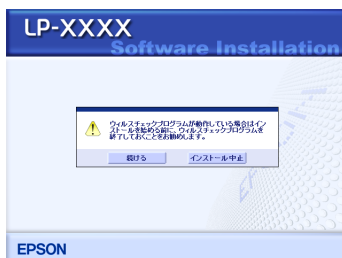 LP-XXXX
Software Installation
ウィルスチェックプログラムが動作している場合はイン
ストールを始める前に、ウィルスチェックプログラムを
終了しておくことをお勧めします。
続ける
インストール中止
EPSON